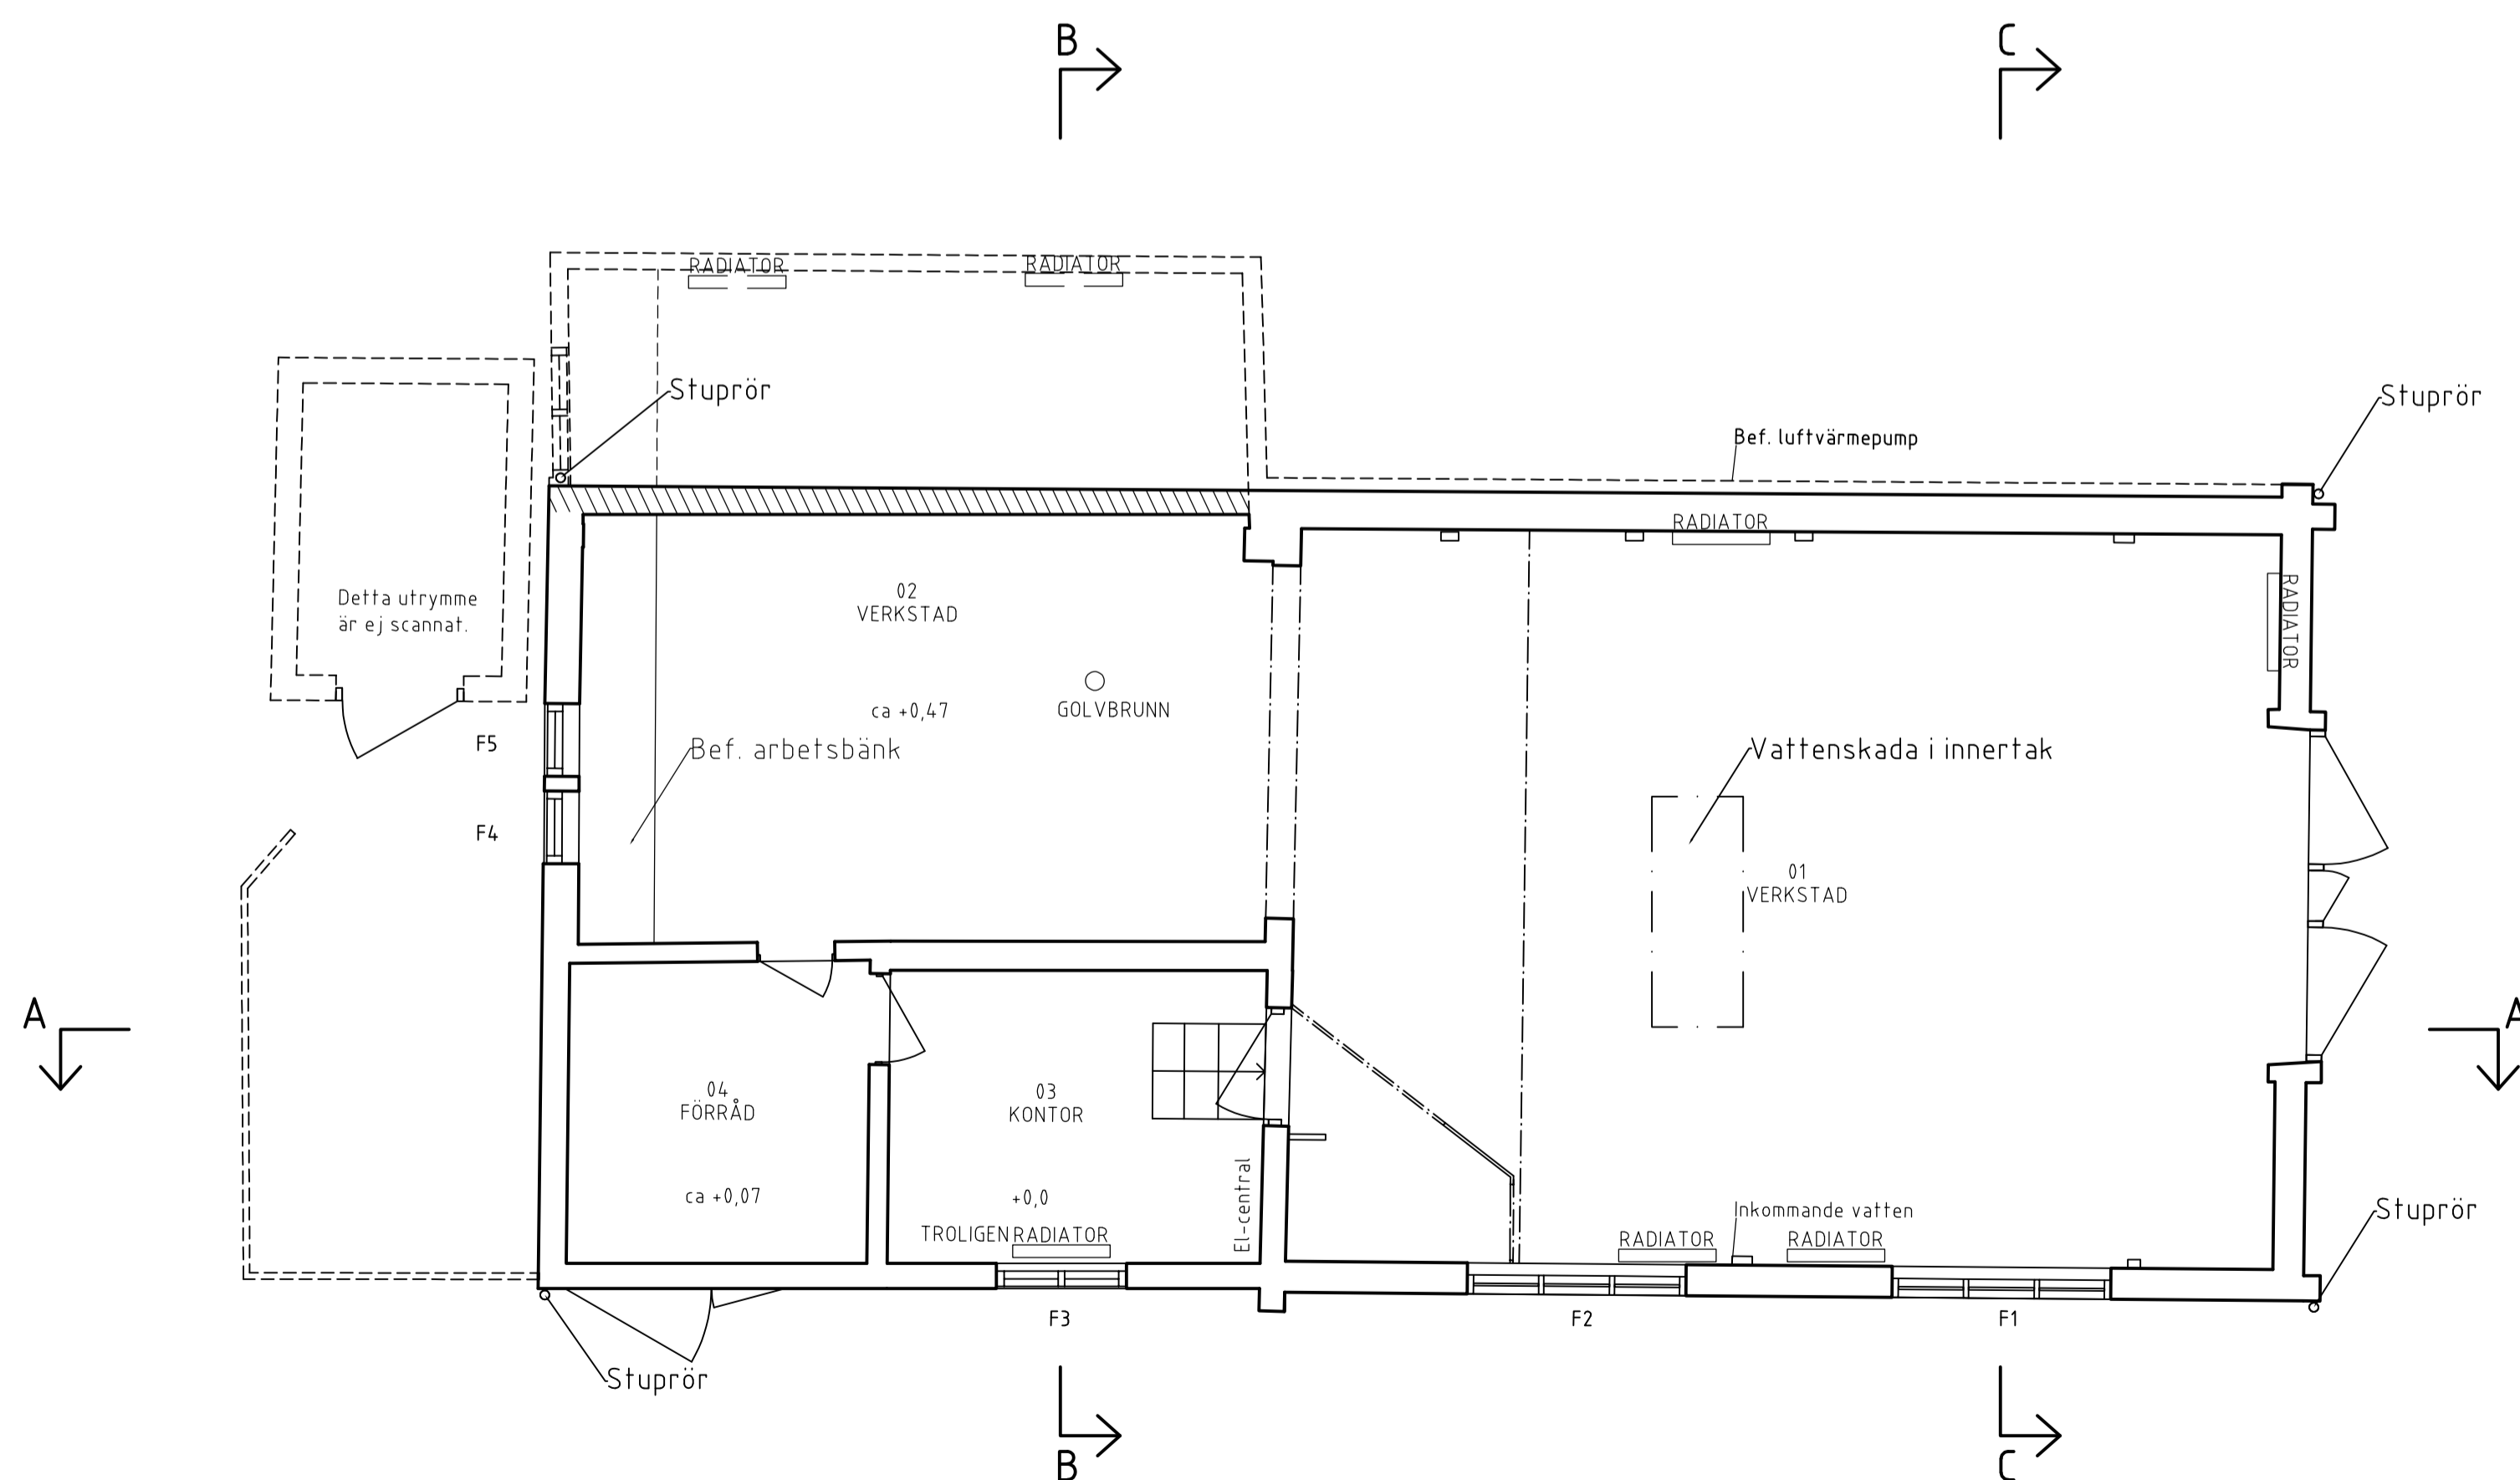 B
C
RADIATOR
RADIATOR
Stuprör
Stuprör
Bef. luftvärmepump
RADIATOR
RADIATOR
Detta utrymme
är ej scannat.
02
VERKSTAD
ca +0,47
GOLVBRUNN
F5
Bef. arbetsbänk
Vattenskada i innertak
F4
01
VERKSTAD
A
A
04
FÖRRÅD
03
KONTOR
ca +0,07
+0,0
El-central
TROLIGEN RADIATOR
Inkommande vatten
RADIATOR
RADIATOR
Stuprör
F3
F2
F1
Stuprör
B
C